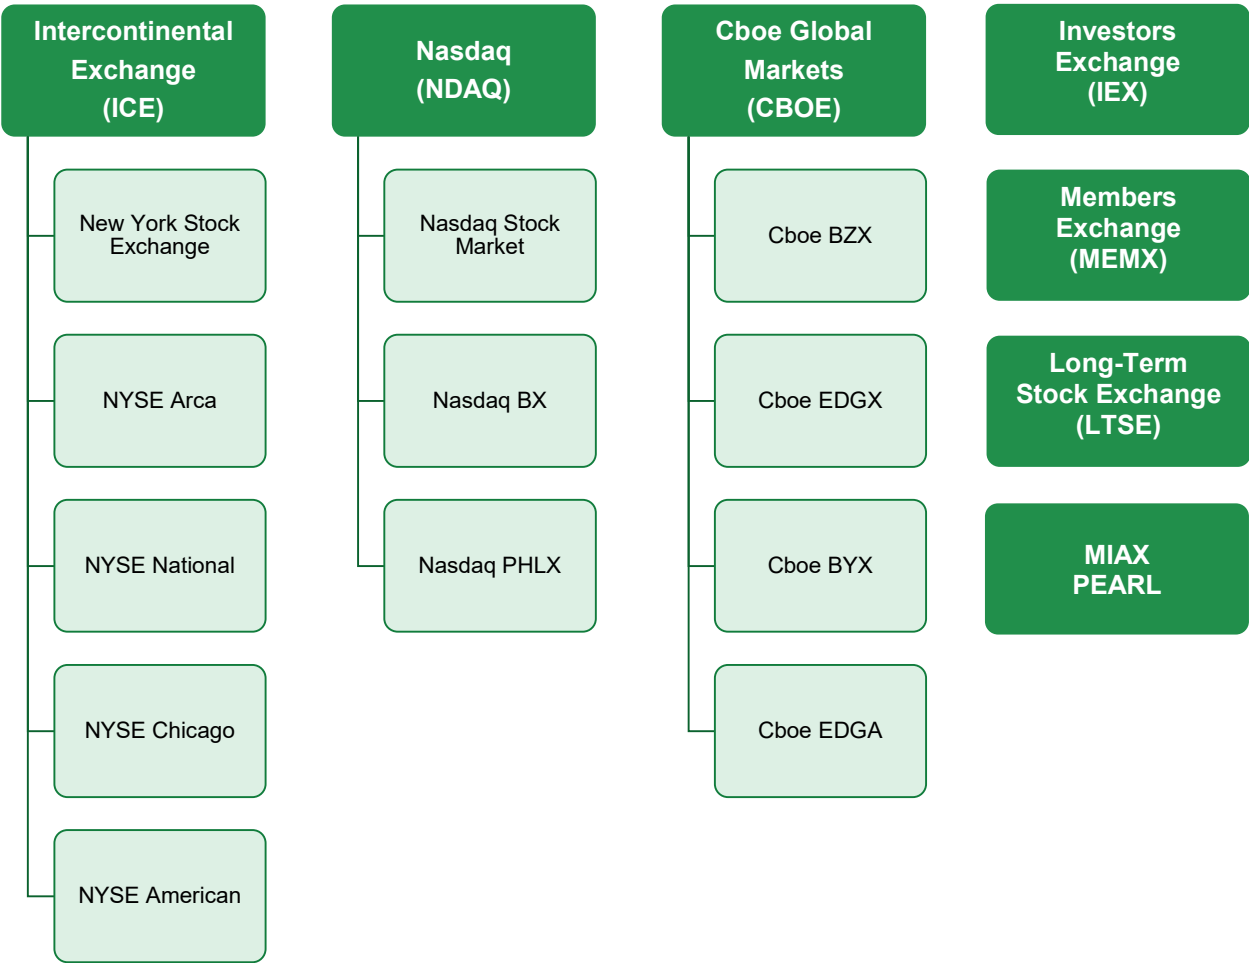 Intercontinental
Exchange
(ICE)
New York Stock
Exchange
NYSE Arca
NYSE National
NYSE Chicago
NYSE American
Nasdaq
(NDAQ)
Nasdaq Stock
Market
Nasdaq BX
Nasdaq PHLX
Cboe Global
Markets
(CBOE)
Cboe BZX
Cboe EDGX
Cboe BYX
Cboe EDGA
Investors
Exchange
(IEX)
Members
Exchange
(MEMX)
Long-Term
Stock Exchange
(LTSE)
MIAX
PEARL